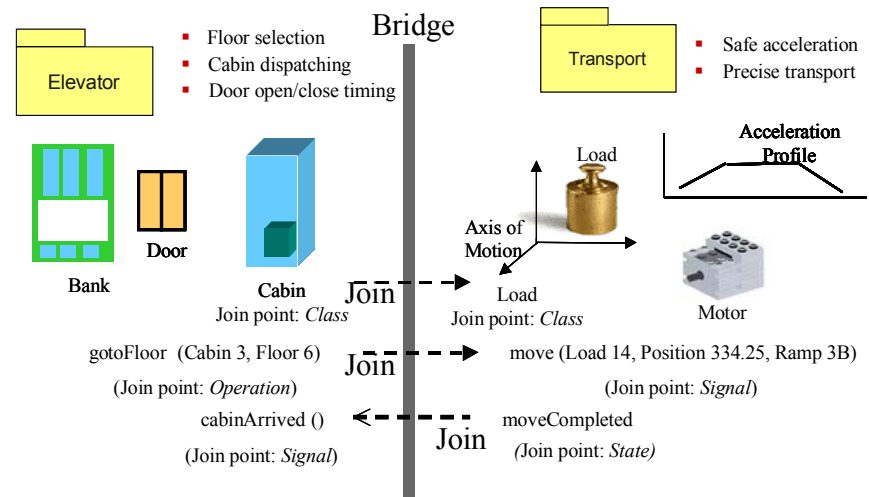 Bridge
Elevator
Floor selection
Cabin dispatching
Door open/close timing
Transport
Safe acceleration
Precise transport
Bank
Door
Cabin
Join point: Class
Join
Load
Axis of
Motion
Acceleration
Profile
Load
Join point: Class
Motor
gotoFloor (Cabin 3, Floor 6)
(Join point: Operation)
Join
move (Load 14, Position 334.25, Ramp 3B)
(Join point: Signal)
cabinArrived ()
(Join point: Signal)
Join
moveCompleted
(Join point: State)